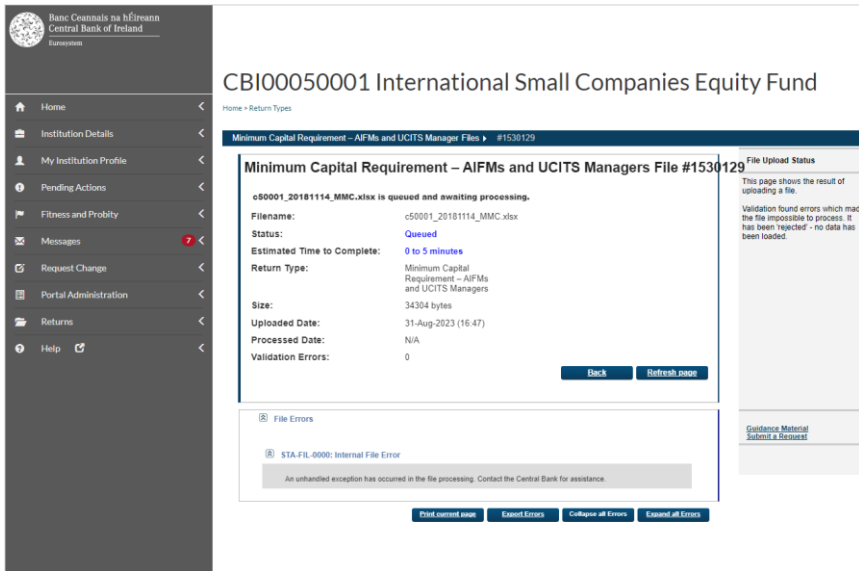 Banc Ceannais na hÉireann
Central Bank of Ireland
Eurosystem
CBI00050001 International Small Companies Equity Fund
Home > Return Types
Home
Institution Details
My Institution Profile
Pending Actions
Fitness and Probity
Messages 7
Request Change
Portal Administration
Returns
Help
Minimum Capital Requirement – AIFMs and UCITS Manager Files #1530129
Minimum Capital Requirement – AIFMs and UCITS Managers File #1530129
c50001_20181114_MMC.xlsx is queued and awaiting processing.
Filename: c50001_20181114_MMC.xlsx
Status: Queued
Estimated Time to Complete: 0 to 5 minutes
Return Type: Minimum Capital
Requirement – AIFMs
and UCITS Managers
Size: 34304 bytes
Uploaded Date: 31-Aug-2023 (16:47)
Processed Date: N/A
Validation Errors: 0
Back Refresh page
File Errors
STA-FIL-0000: Internal File Error
An unhandled exception has occurred in the file processing. Contact the Central Bank for assistance.
Print current page Export Errors Collapse all Errors Expand all Errors
File Upload Status
This page shows the result of
uploading a file.
Validation found errors which mad
the file impossible to process. It
has been 'rejected' - no data has
been loaded.
Guidance Material
Submit a Request